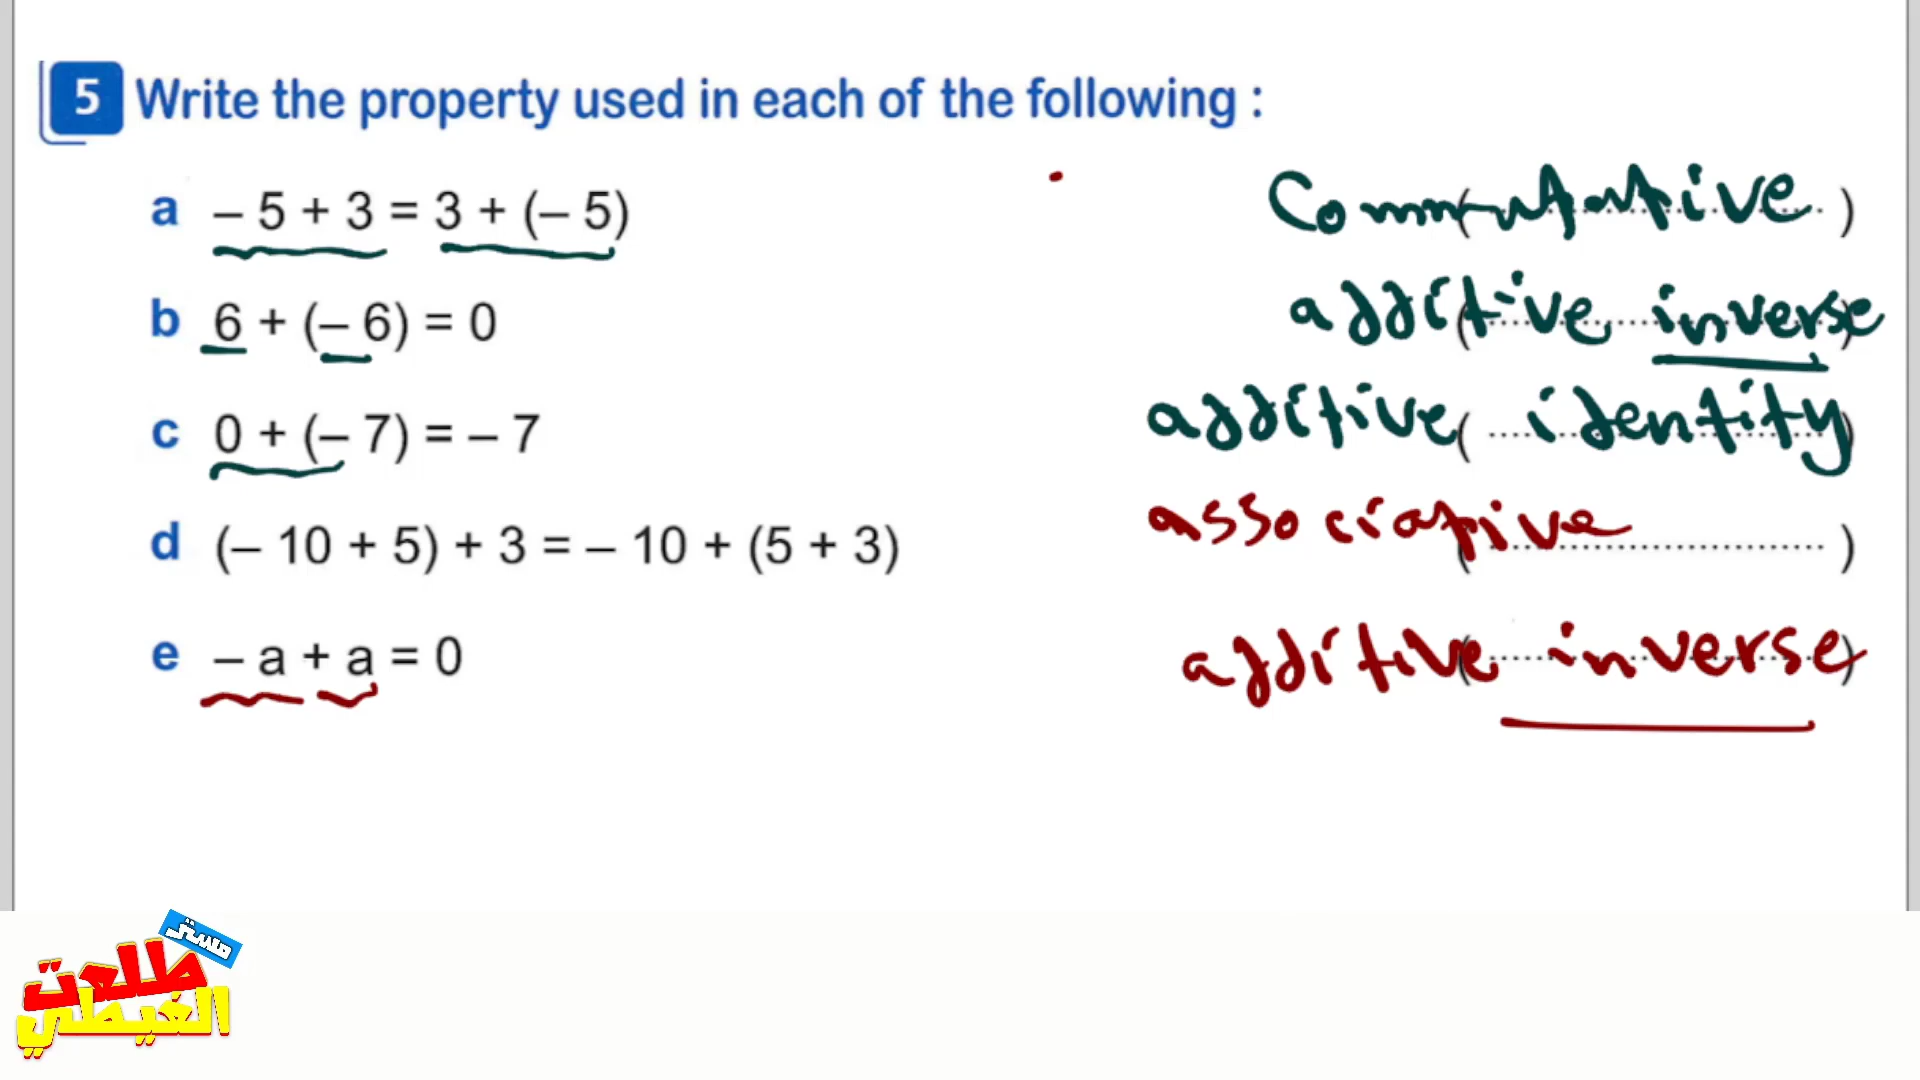 5 Write the property used in each of the following :
a – 5 + 3 = 3 + (– 5) (Commutative)
b 6 + (– 6) = 0 (additive inverse)
c 0 + (– 7) = – 7 (additive identity)
d (– 10 + 5) + 3 = – 10 + (5 + 3) (associative)
e – a + a = 0 (additive inverse)
مستر
طلعت
الغيطي